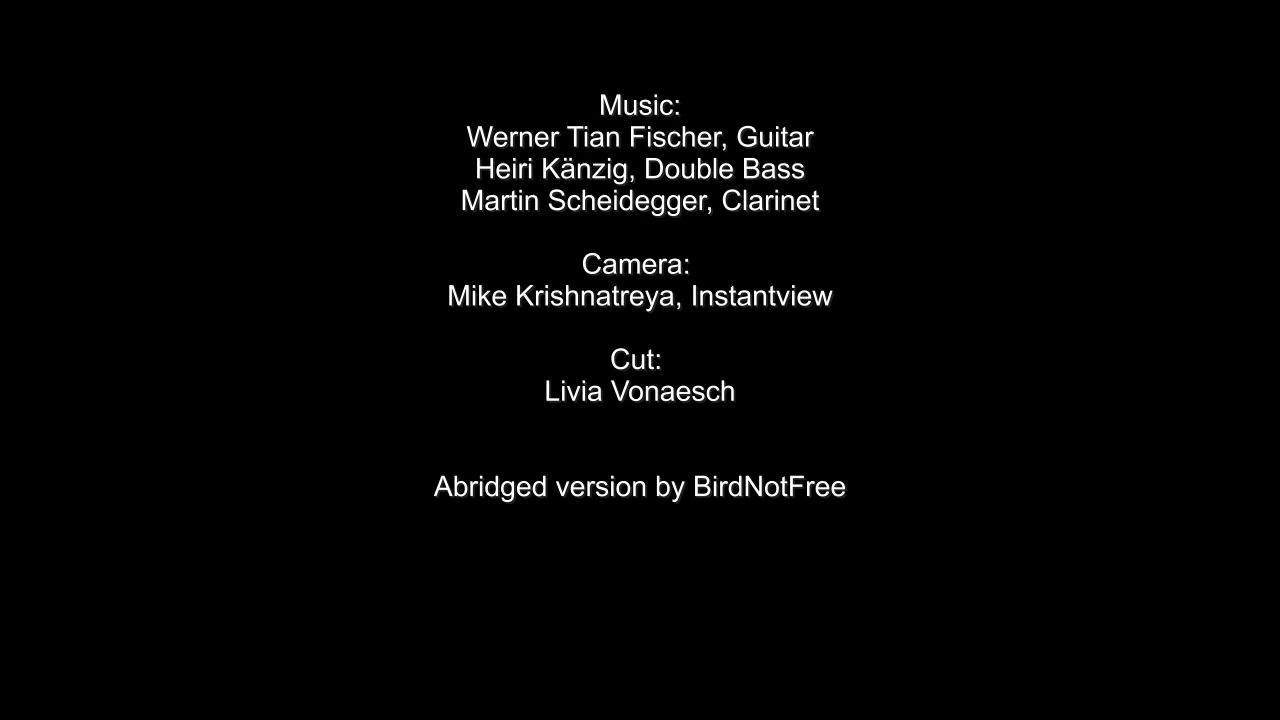 Music:
Werner Tian Fischer, Guitar
Heiri Känzig, Double Bass
Martin Scheidegger, Clarinet
Camera:
Mike Krishnatreya, Instantview
Cut:
Livia Vonaesch
Abridged version by BirdNotFree